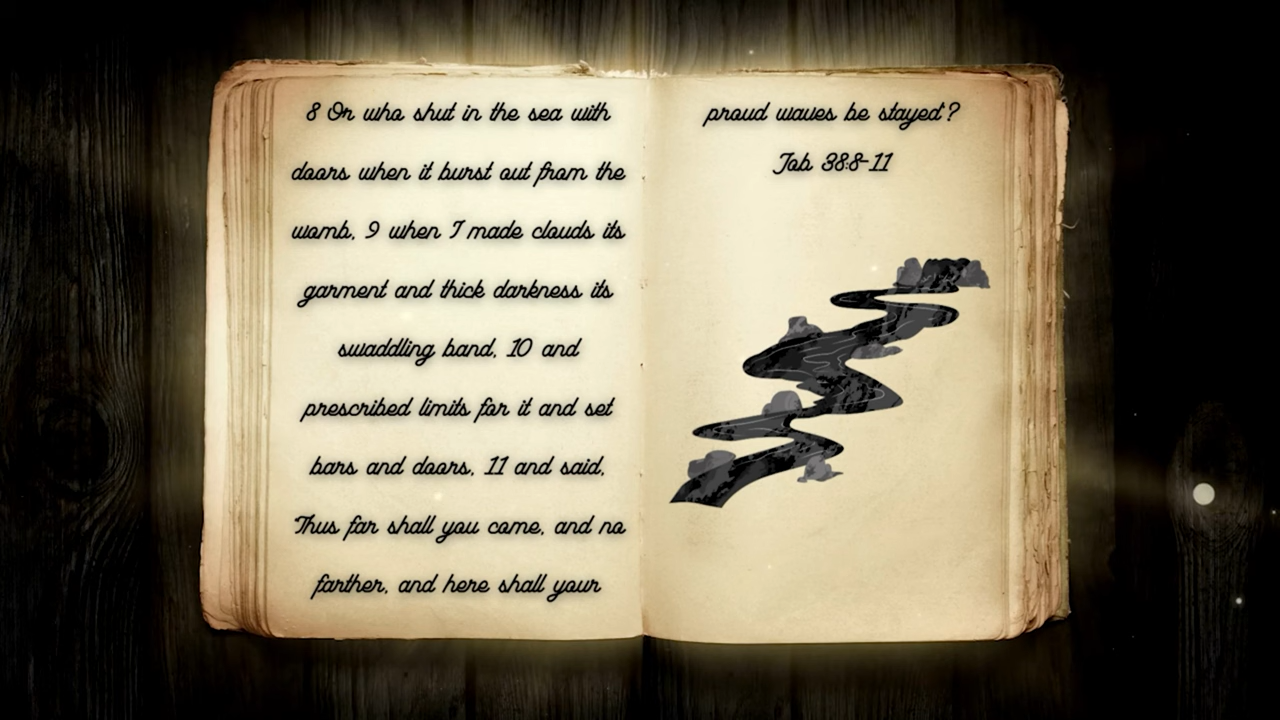 8 Or who shut in the sea with
doors when it burst out from the
womb, 9 when I made clouds its
garment and thick darkness its
swaddling band, 10 and
prescribed limits for it and set
bars and doors, 11 and said,
'Thus far shall you come, and no
farther, and here shall your
proud waves be stayed'?
Job 38:8-11